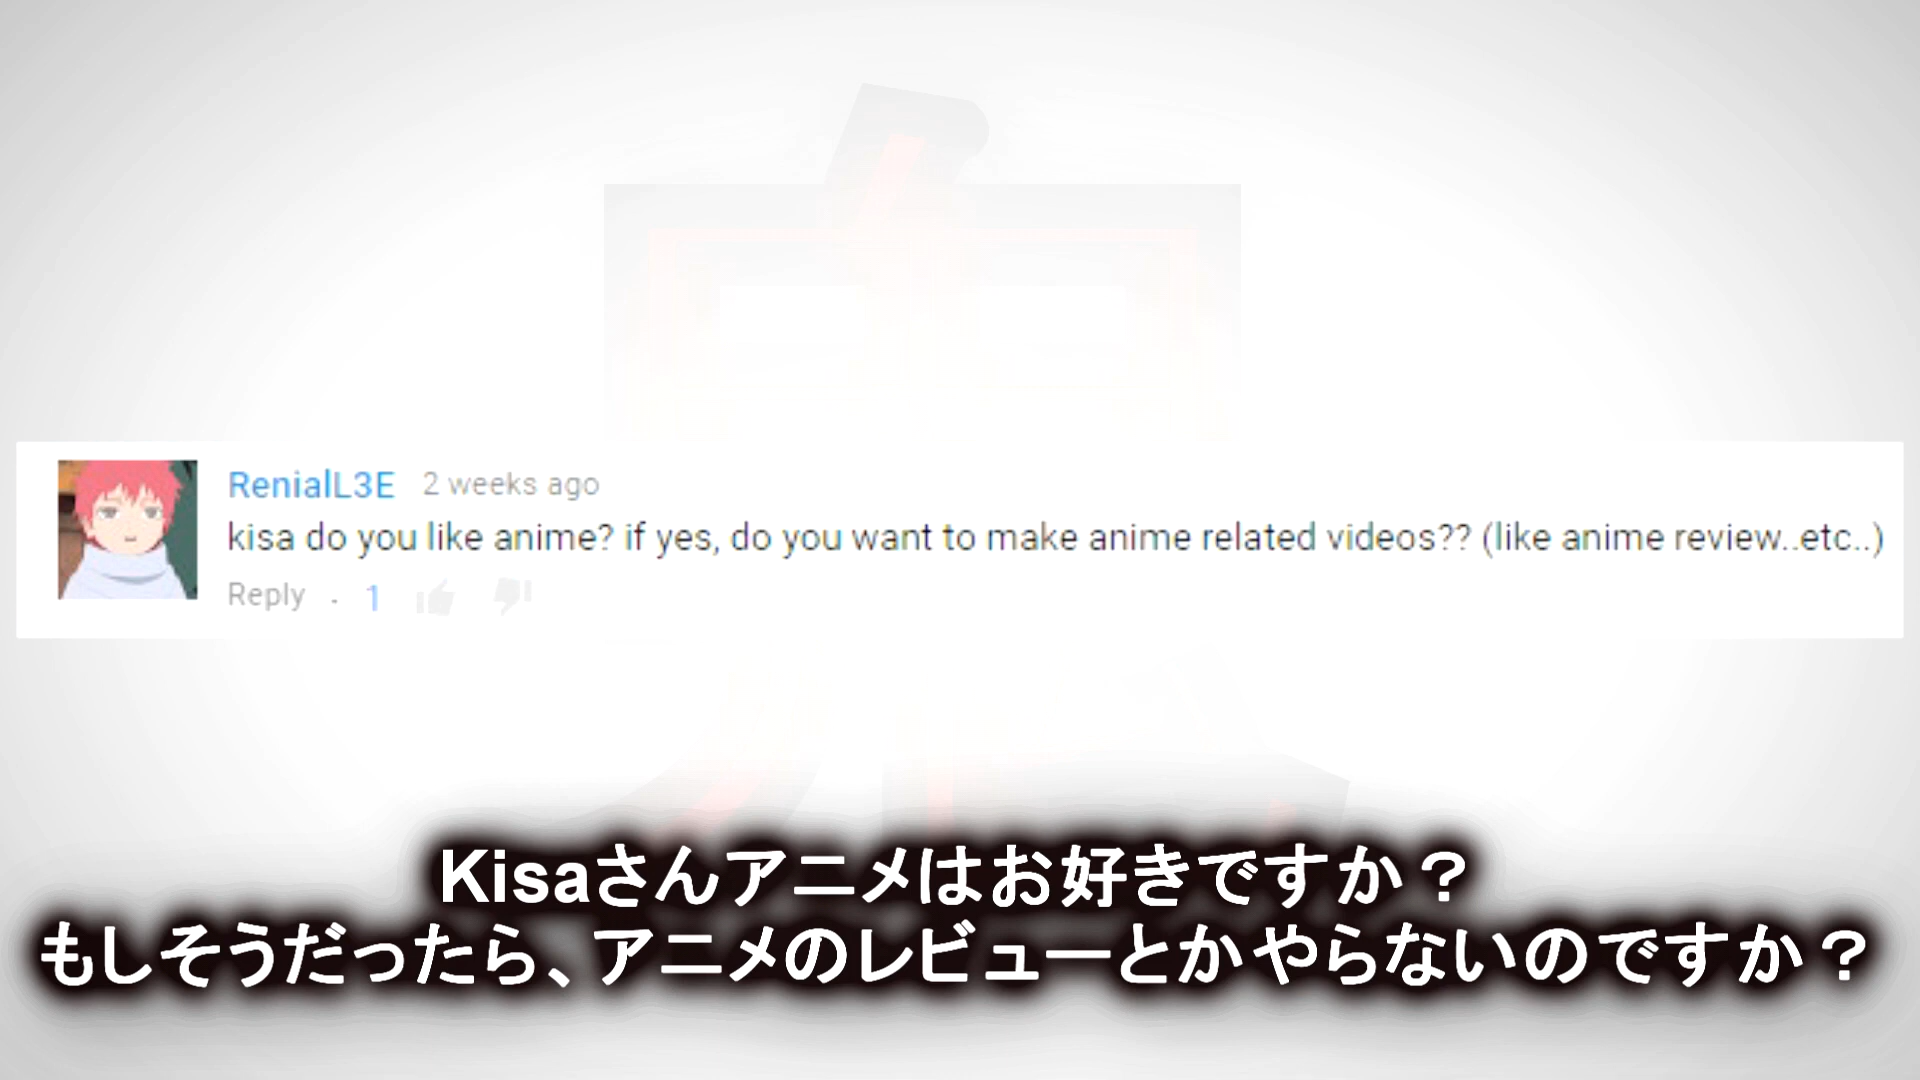 RenialL3E 2 weeks ago
kisa do you like anime? if yes, do you want to make anime related videos?? (like anime review..etc..)
Reply · 1
Kisaさんアニメはお好きですか？
もしそうだったら、アニメのレビューとかやらないのですか？